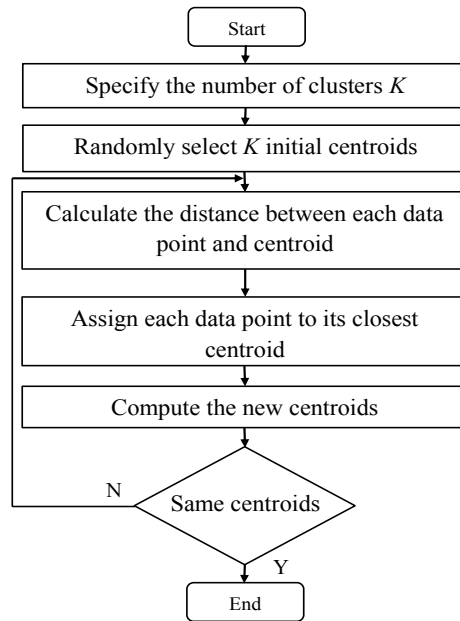 Start
Specify the number of clusters K
Randomly select K initial centroids
Calculate the distance between each data
point and centroid
Assign each data point to its closest
centroid
Compute the new centroids
N
Same centroids
Y
End